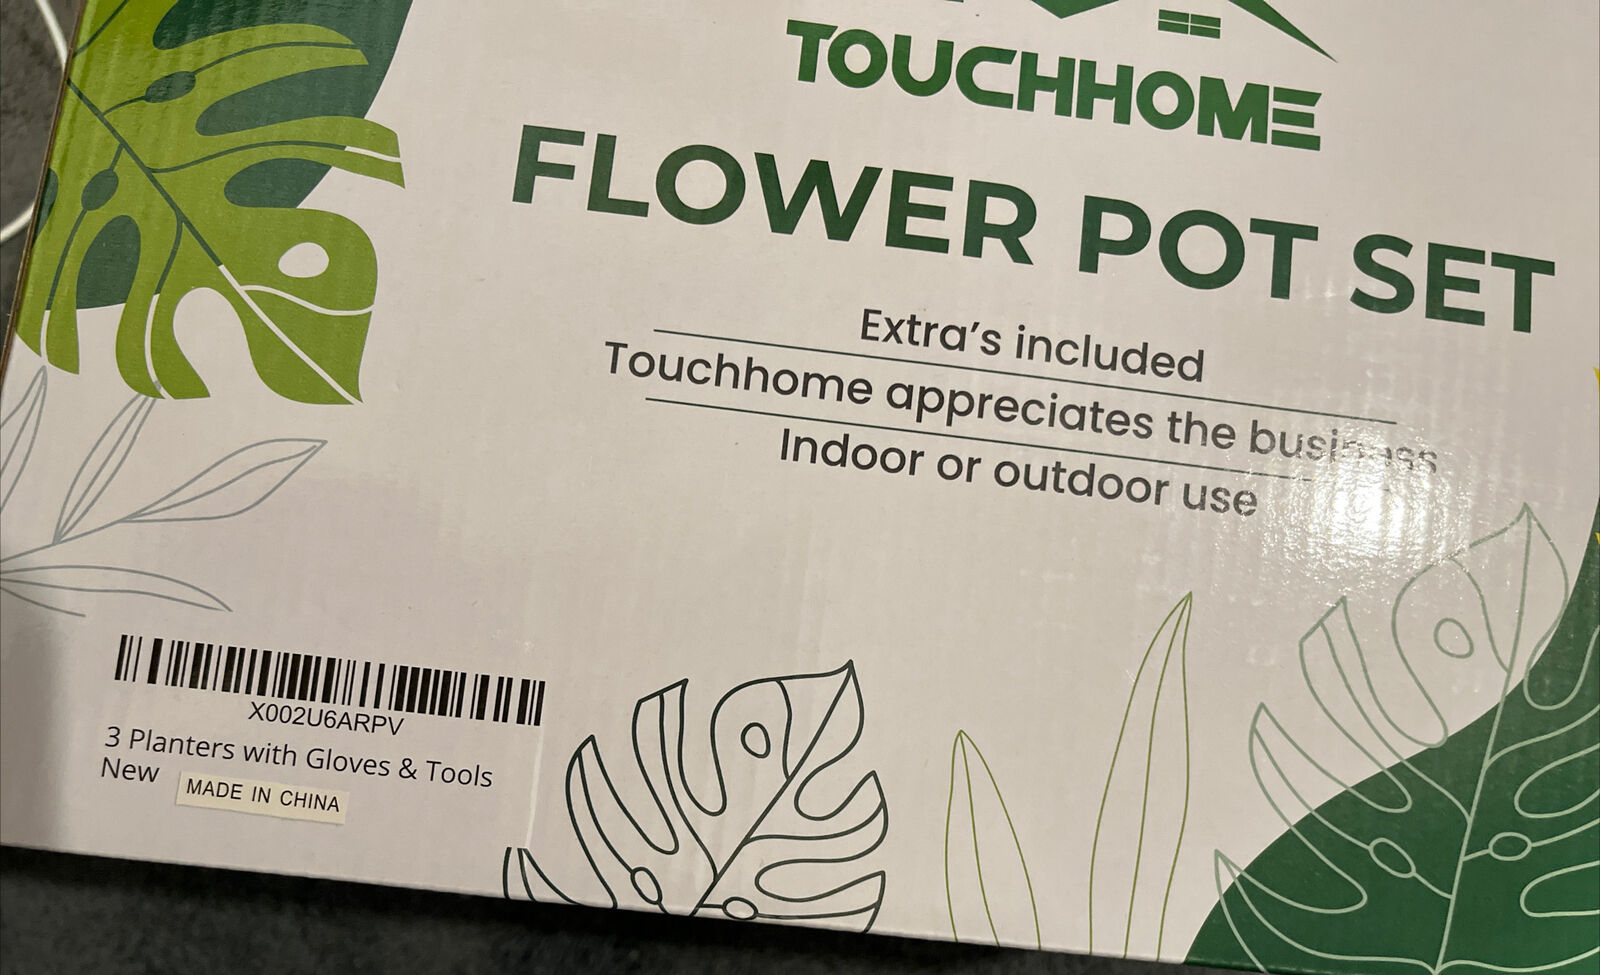 TOUCHHOME
FLOWER POT SET
Extra's included
Touchhome appreciates the business
Indoor or outdoor use
X002U6ARPV
3 Planters with Gloves & Tools
New
MADE IN CHINA